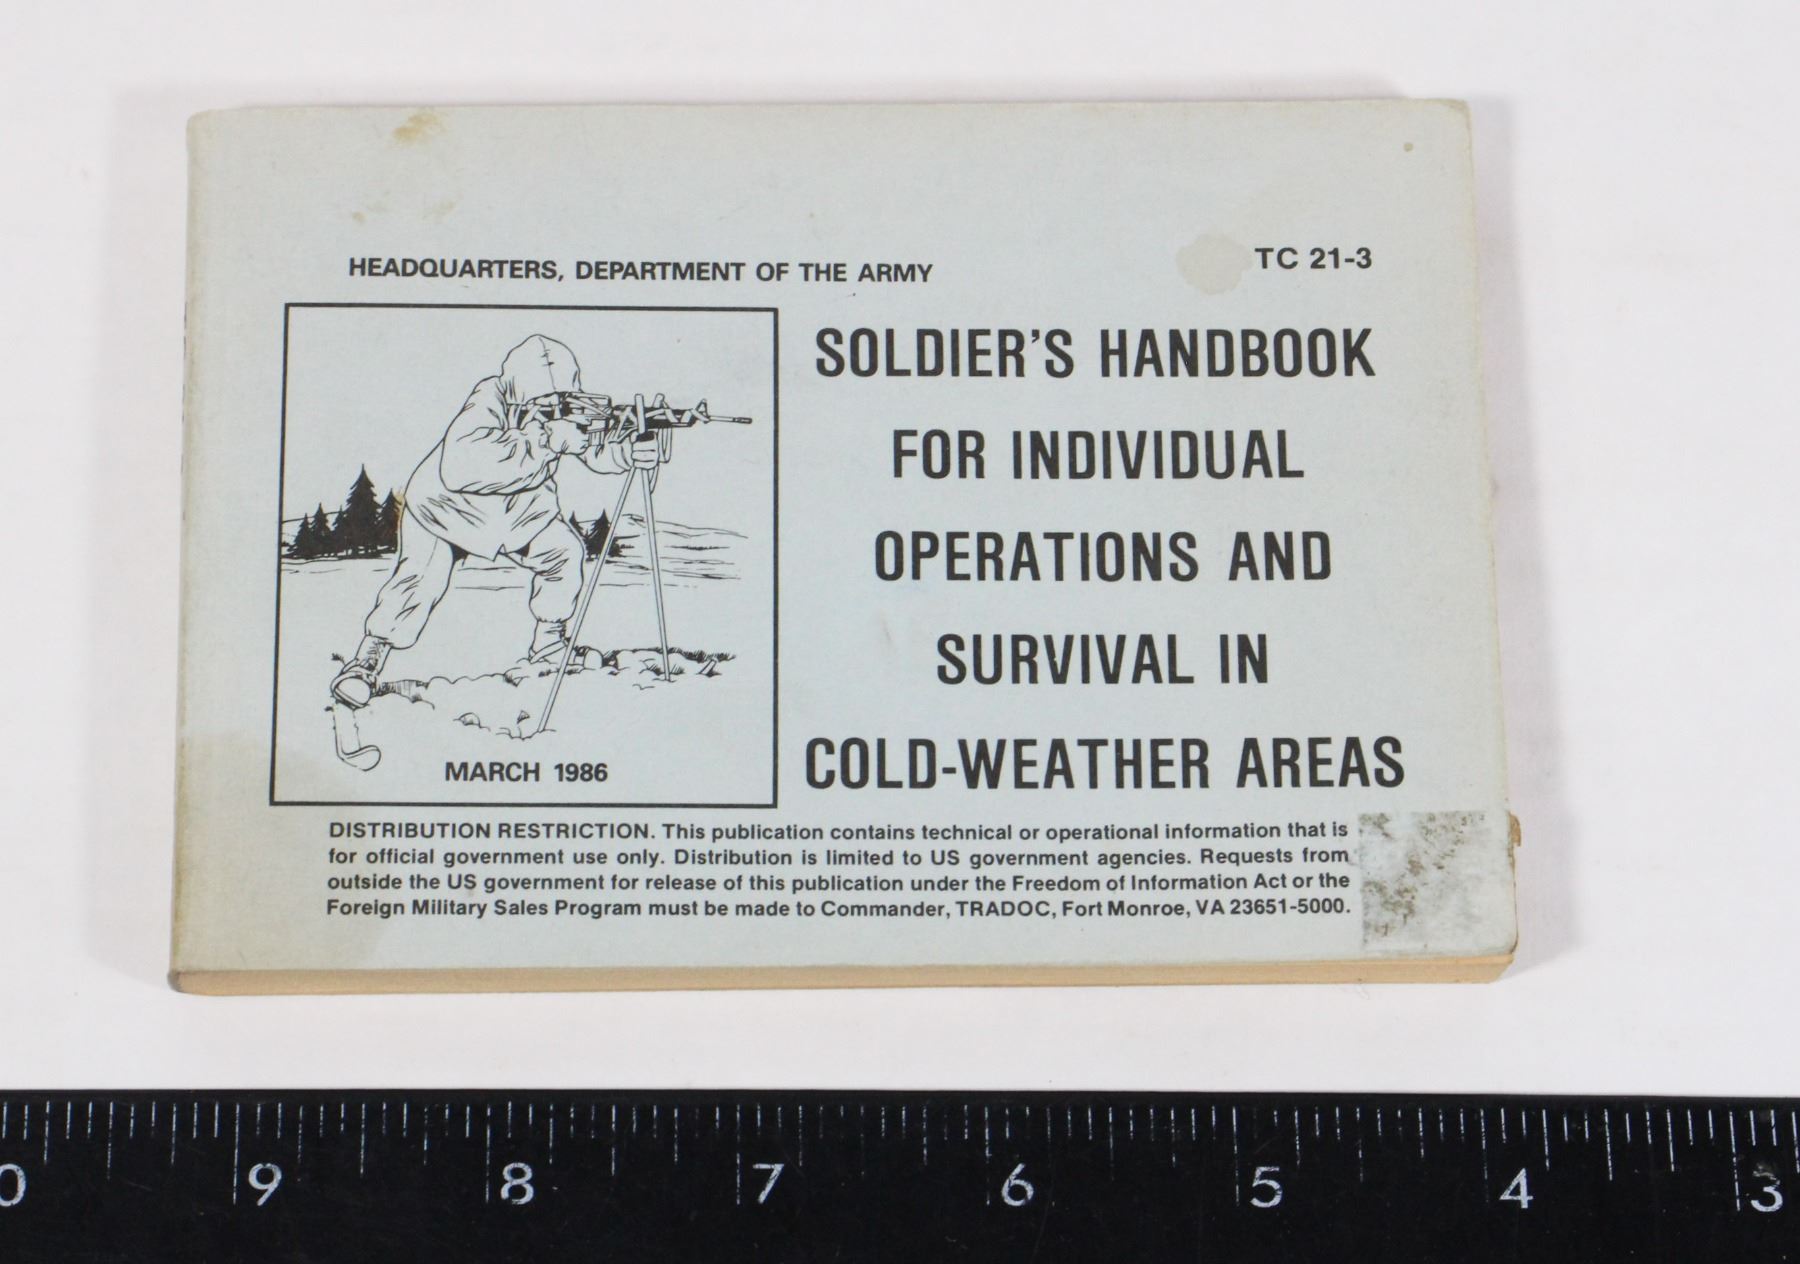 HEADQUARTERS, DEPARTMENT OF THE ARMY
TC 21-3
SOLDIER'S HANDBOOK
FOR INDIVIDUAL
OPERATIONS AND
SURVIVAL IN
COLD-WEATHER AREAS
MARCH 1986
DISTRIBUTION RESTRICTION. This publication contains technical or operational information that is
for official government use only. Distribution is limited to US government agencies. Requests from
outside the US government for release of this publication under the Freedom of Information Act or the
Foreign Military Sales Program must be made to Commander, TRADOC, Fort Monroe, VA 23651-5000.
0 9 8 7 6 5 4 3